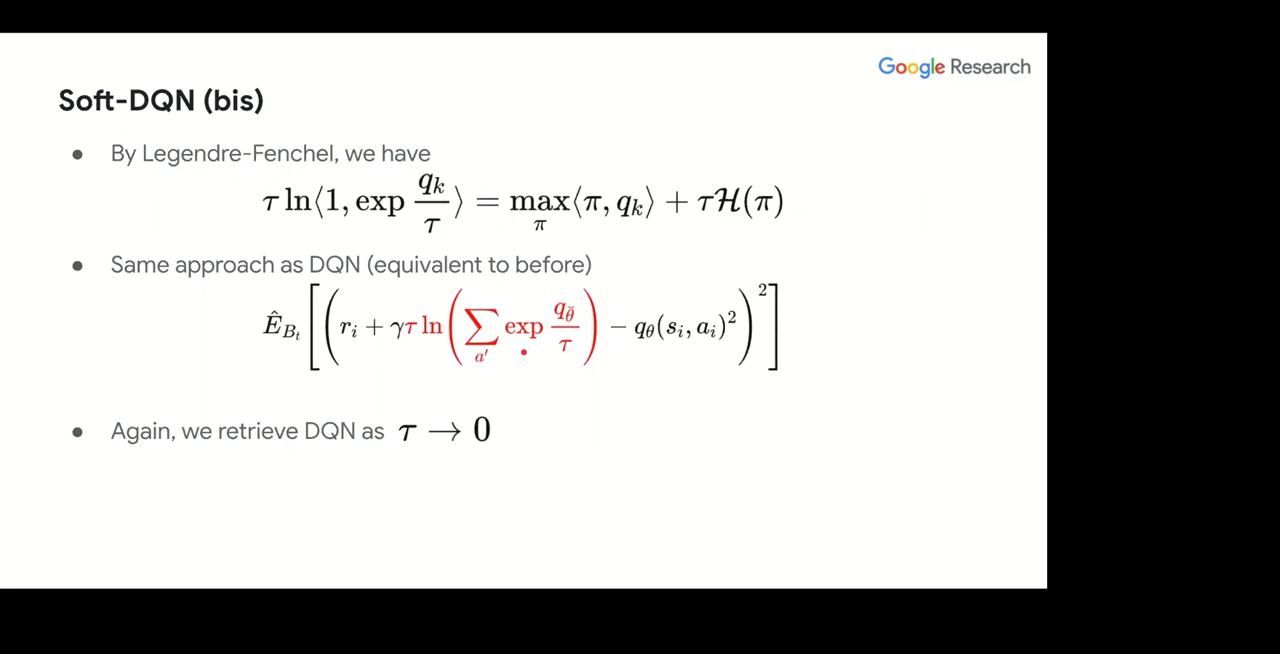 Google Research
Soft-DQN (bis)
● By Legendre-Fenchel, we have
τ ln⟨1, exp q_k/τ⟩ = max_π⟨π, q_k⟩ + τℋ(π)
● Same approach as DQN (equivalent to before)
Ê_{B_t} [ ( r_i + γτ ln ( ∑_{a'} exp q_{θ̄}/τ ) − q_θ(s_i, a_i)² )² ]
● Again, we retrieve DQN as τ → 0